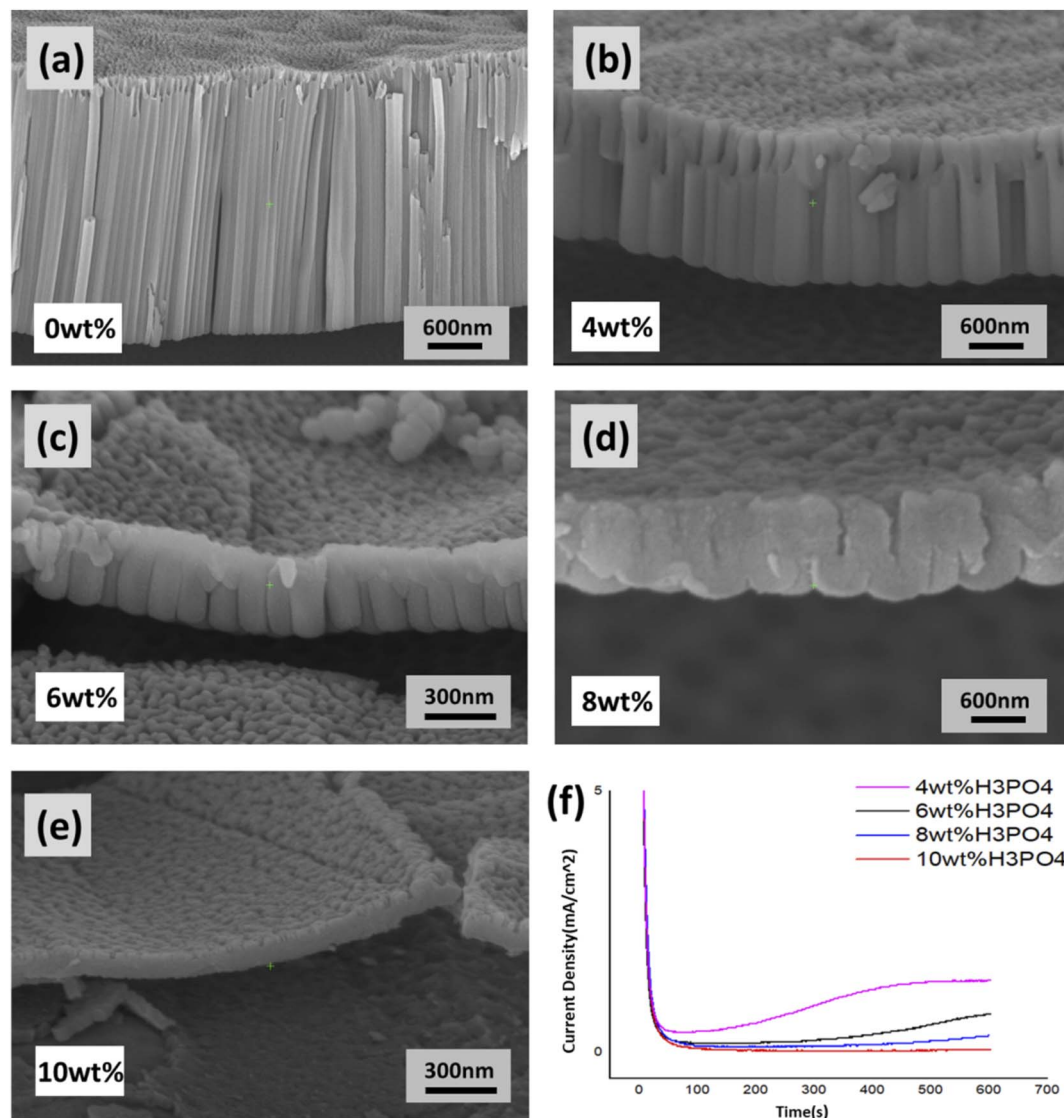 (a)
0wt%
600nm
(b)
4wt%
600nm
(c)
6wt%
300nm
(d)
8wt%
600nm
(e)
10wt%
300nm
(f)
5
0
Current Density(mA/cm^2)
4wt%H3PO4
6wt%H3PO4
8wt%H3PO4
10wt%H3PO4
0 100 200 300 400 500 600 700
Time(s)